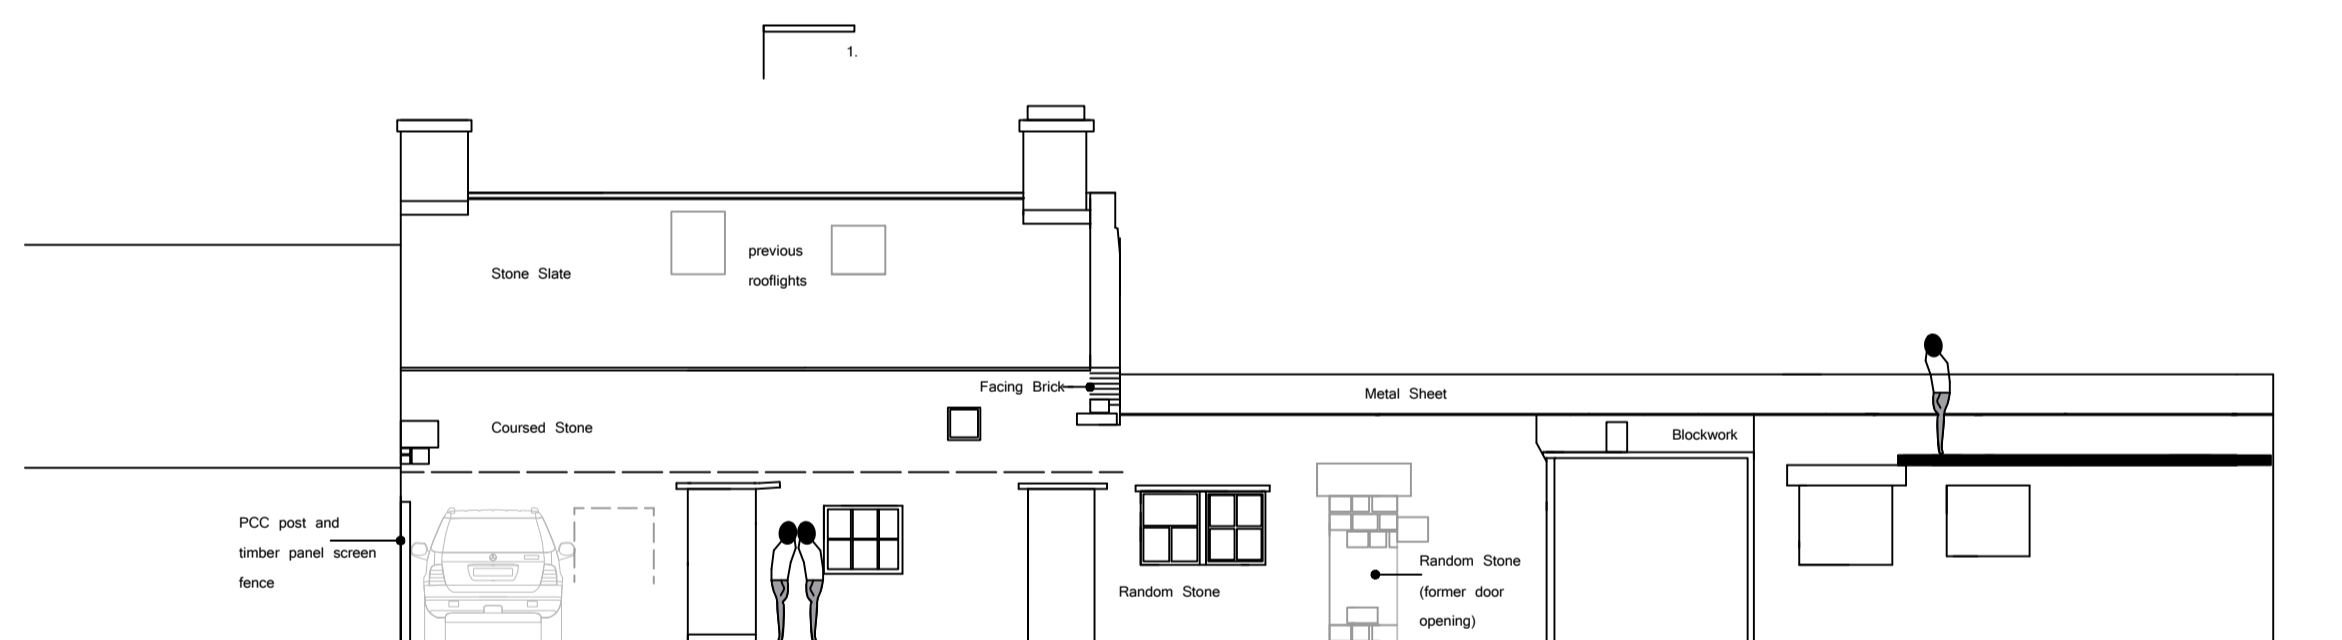 1.
previous
rooflights
Stone Slate
Facing Brick
Metal Sheet
Coursed Stone
Blockwork
PCC post and
timber panel screen
fence
Random Stone
Random Stone
(former door
opening)